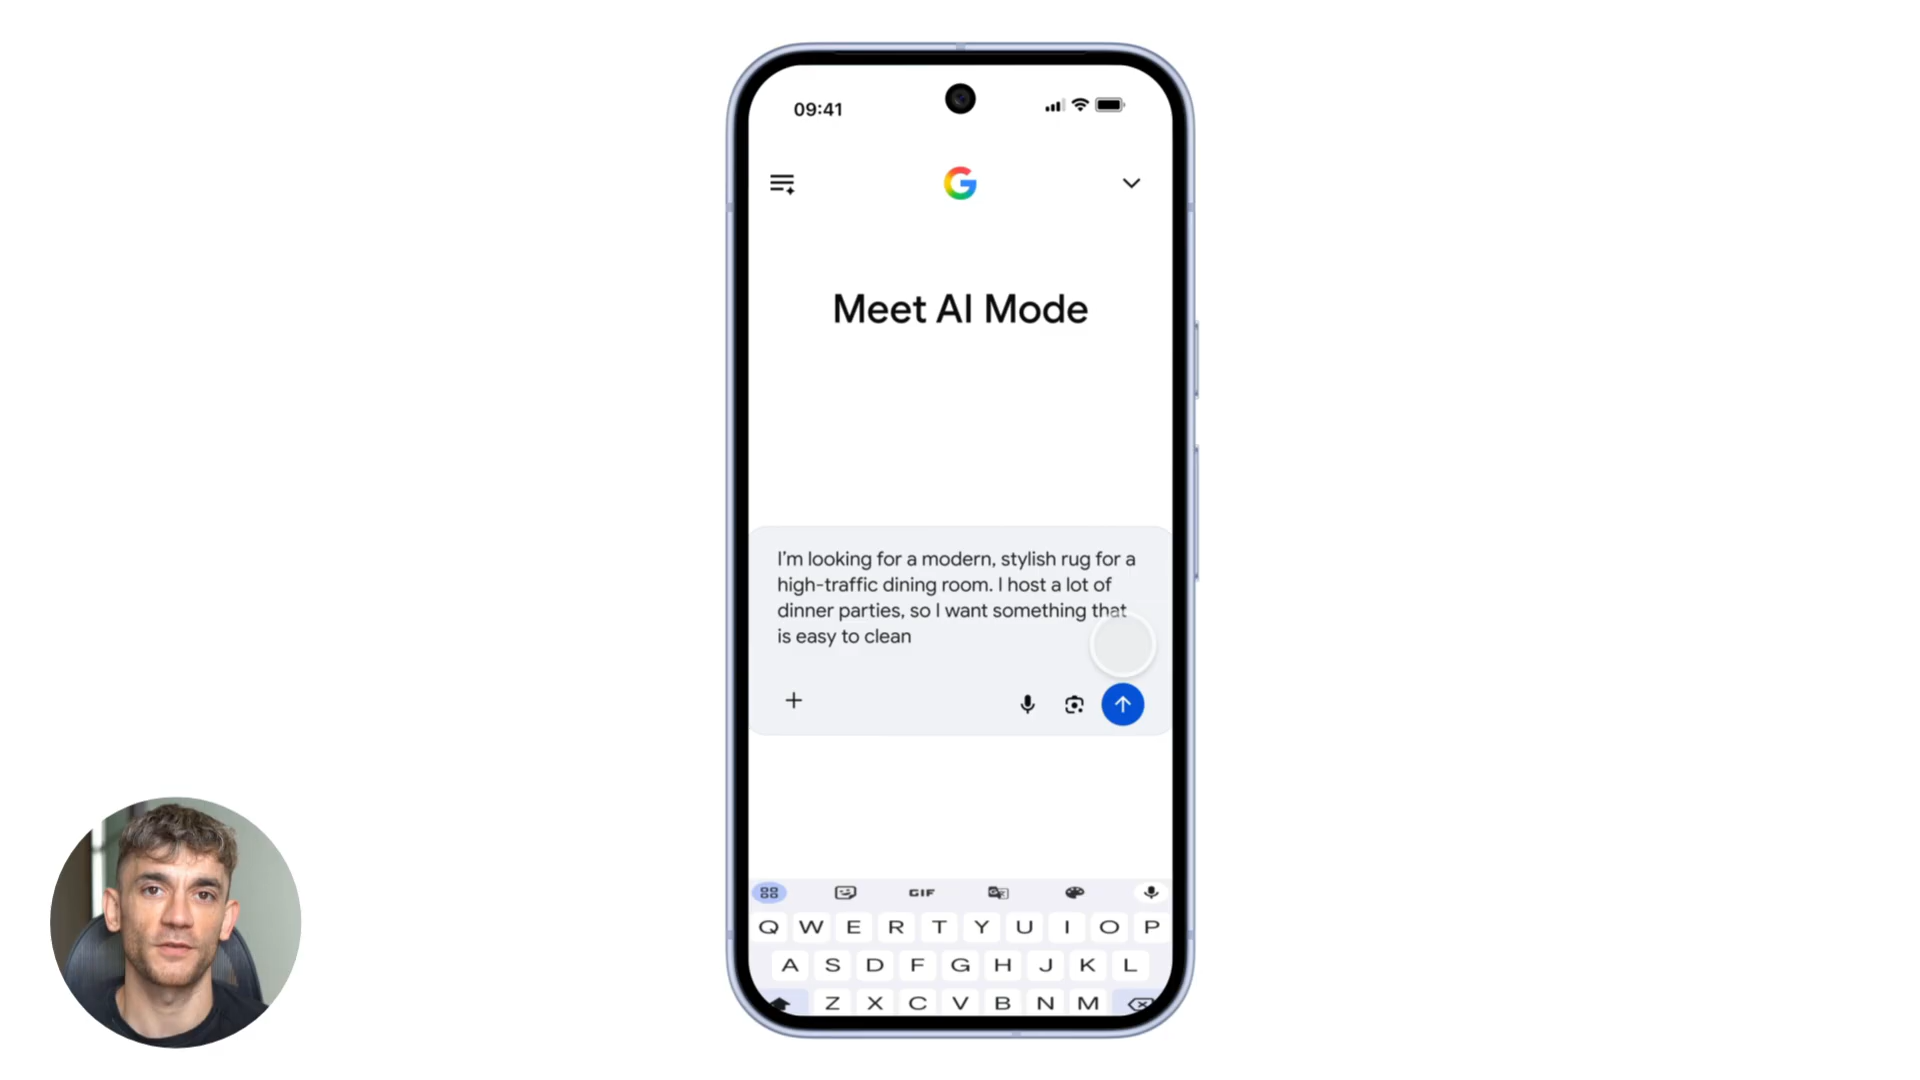 09:41
Meet AI Mode
I'm looking for a modern, stylish rug for a
high-traffic dining room. I host a lot of
dinner parties, so I want something that
is easy to clean
GIF
Q W E R T Y U I O P
A S D F G H J K L
Z X C V B N M